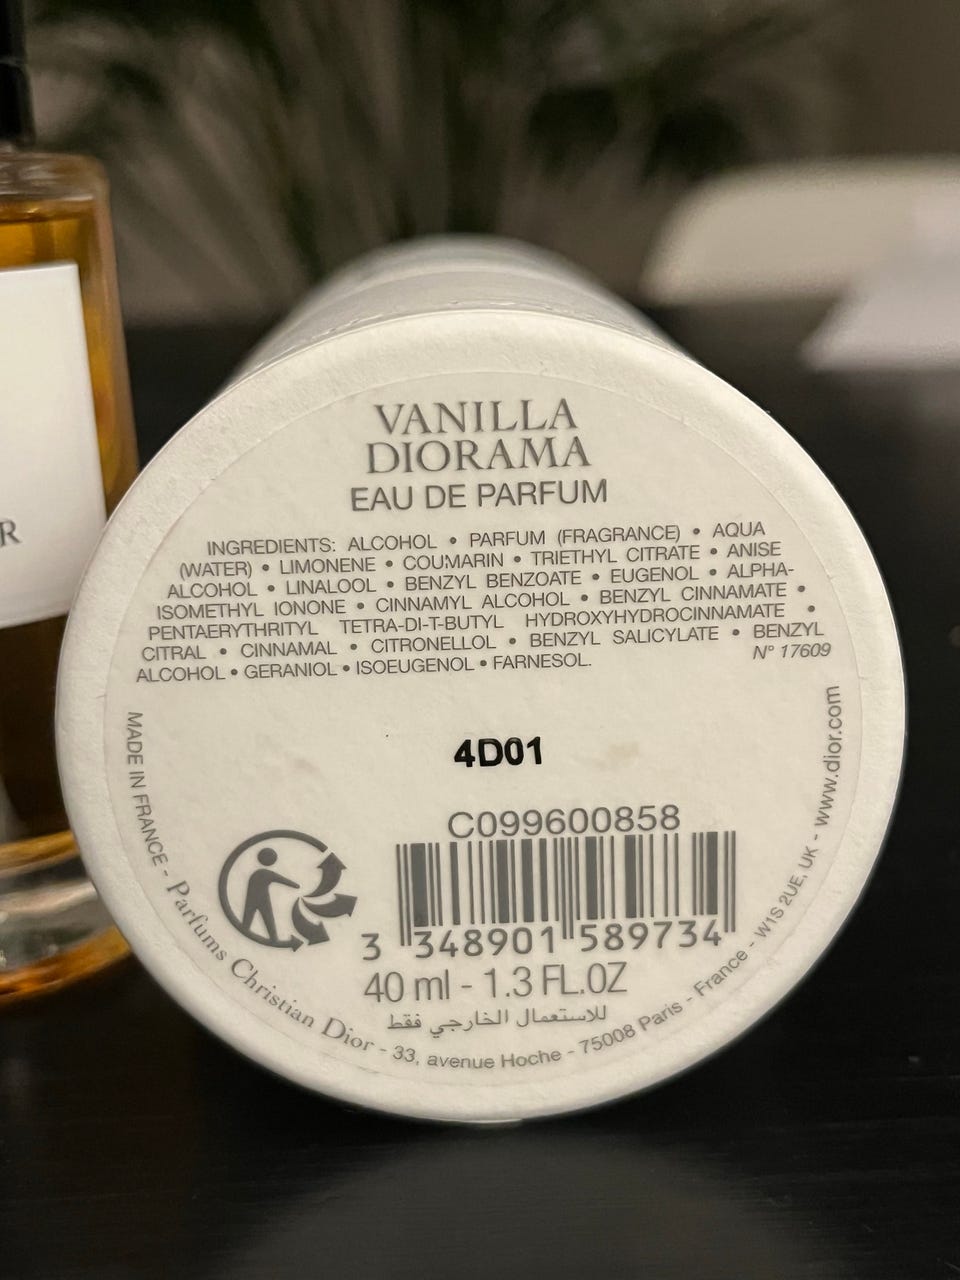 VANILLA
DIORAMA
EAU DE PARFUM
INGREDIENTS: ALCOHOL • PARFUM (FRAGRANCE) • AQUA
(WATER) • LIMONENE • COUMARIN • TRIETHYL CITRATE • ANISE
ALCOHOL • LINALOOL • BENZYL BENZOATE • EUGENOL • ALPHA-
ISOMETHYL IONONE • CINNAMYL ALCOHOL • BENZYL CINNAMATE •
PENTAERYTHRITYL TETRA-DI-T-BUTYL HYDROXYHYDROCINNAMATE •
CITRAL • CINNAMAL • CITRONELLOL • BENZYL SALICYLATE • BENZYL
ALCOHOL • GERANIOL • ISOEUGENOL • FARNESOL.
N° 17609
4D01
C099600858
3 348901 589734
40 ml - 1.3 FL.OZ
للاستعمال الخارجي فقط
MADE IN FRANCE - Parfums Christian Dior - 33, avenue Hoche - 75008 Paris - France - W1S 2UE, UK - www.dior.com
R